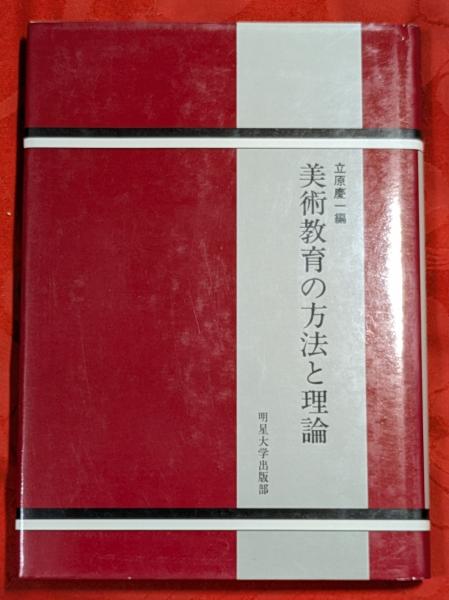 立原慶一編
美術教育の方法と理論
明星大学出版部